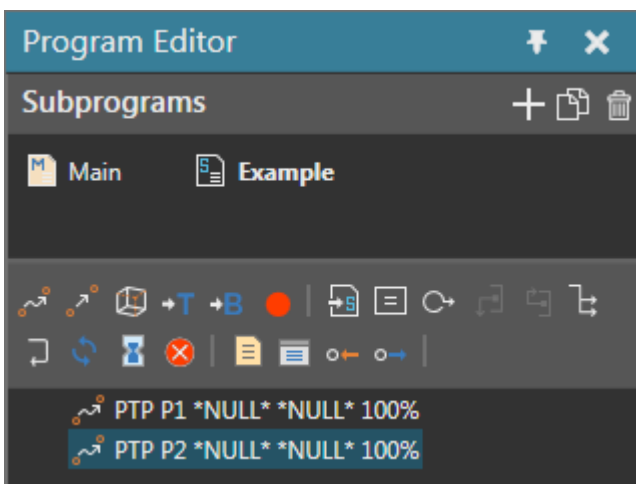 Program Editor
Subprograms
M Main S Example
T B S
PTP P1 *NULL* *NULL* 100%
PTP P2 *NULL* *NULL* 100%